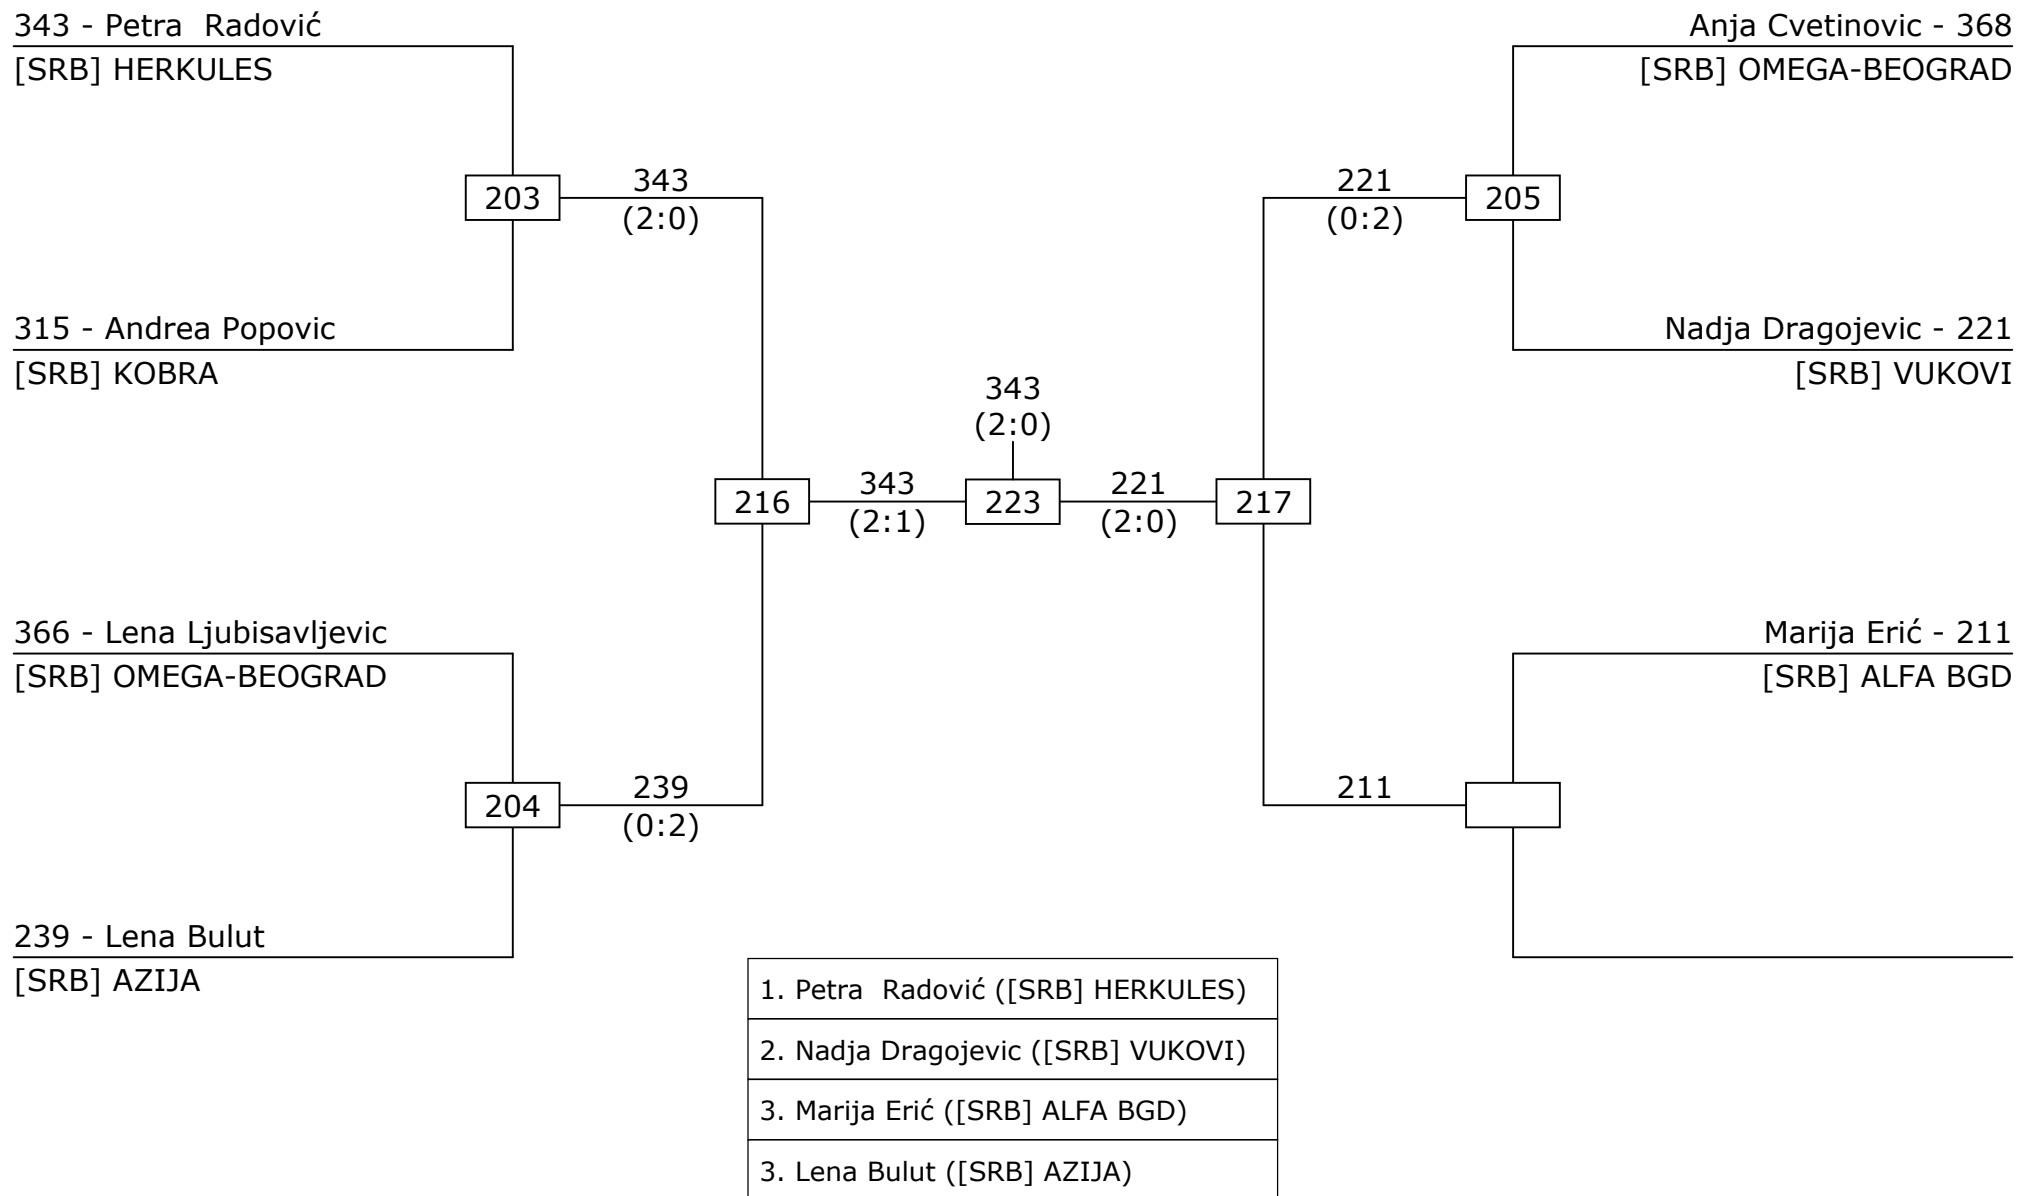 343 - Petra  Radović
[SRB] HERKULES
Anja Cvetinovic - 368
[SRB] OMEGA-BEOGRAD
203
343
(2:0)
221
(0:2)
205
315 - Andrea Popovic
[SRB] KOBRA
Nadja Dragojevic - 221
[SRB] VUKOVI
343
(2:0)
216
343
(2:1)
223
221
(2:0)
217
366 - Lena Ljubisavljevic
[SRB] OMEGA-BEOGRAD
Marija Erić - 211
[SRB] ALFA BGD
204
239
(0:2)
211
239 - Lena Bulut
[SRB] AZIJA
1. Petra  Radović ([SRB] HERKULES)
2. Nadja Dragojevic ([SRB] VUKOVI)
3. Marija Erić ([SRB] ALFA BGD)
3. Lena Bulut ([SRB] AZIJA)